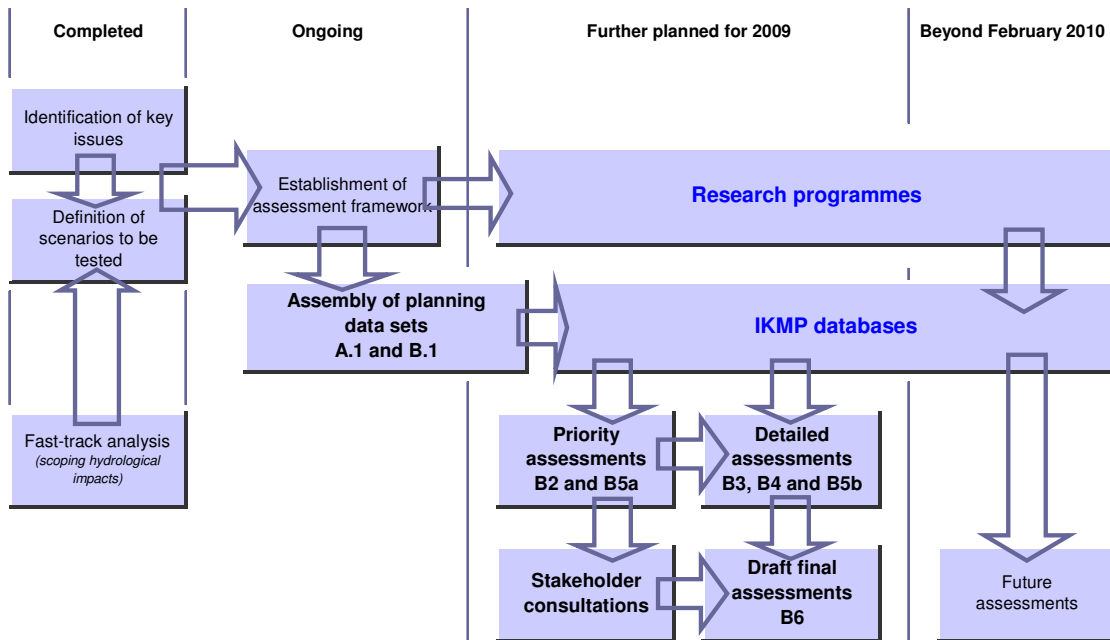 Completed
Ongoing
Further planned for 2009
Beyond February 2010
Identification of key
issues
Establishment of
assessment framework
Research programmes
Definition of
scenarios to be
tested
Assembly of planning
data sets
A.1 and B.1
IKMP databases
Fast-track analysis
(scoping hydrological
impacts)
Priority
assessments
B2 and B5a
Detailed
assessments
B3, B4 and B5b
Stakeholder
consultations
Draft final
assessments
B6
Future
assessments